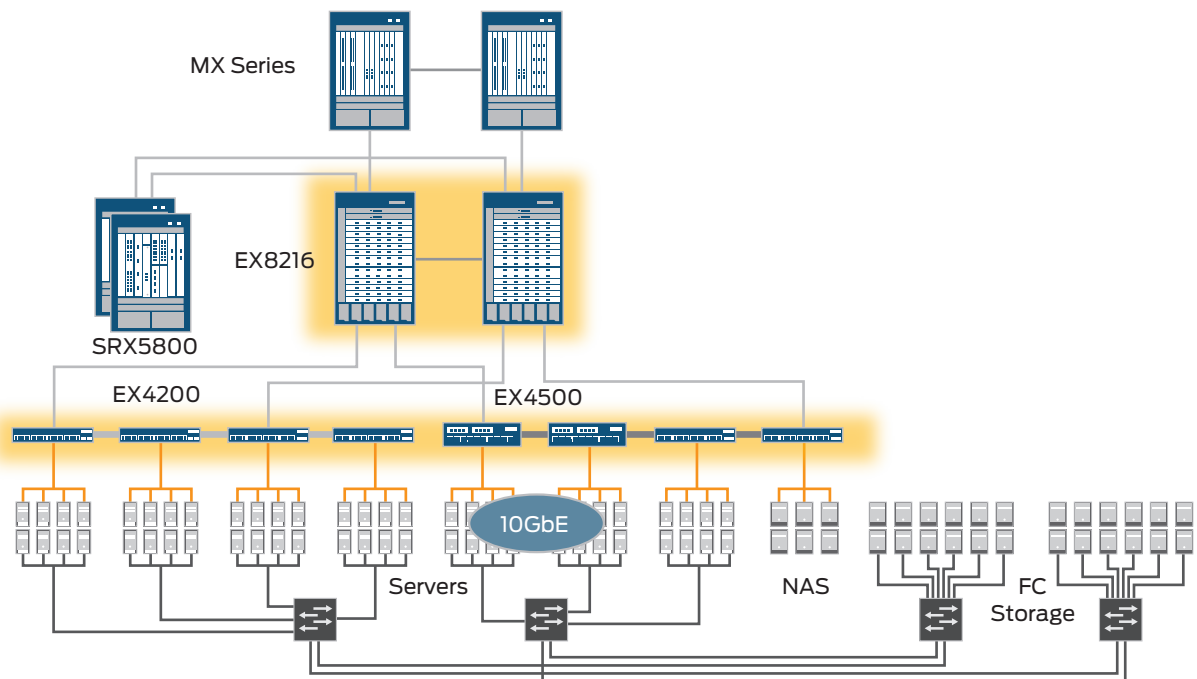 MX Series
EX8216
SRX5800
EX4200
EX4500
10GbE
Servers
NAS
FC
Storage